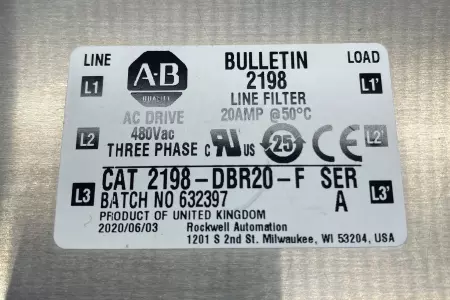 LINE A-B BULLETIN LOAD
L1 QUALITY 2198 L1'
AC DRIVE LINE FILTER
480Vac 20AMP @50°C
L2 THREE PHASE c UR us 25 CE L2'
L3 CAT 2198-DBR20-F SER L3'
BATCH NO 632397 A
PRODUCT OF UNITED KINGDOM
2020/06/03 Rockwell Automation
1201 S 2nd St. Milwaukee, WI 53204, USA